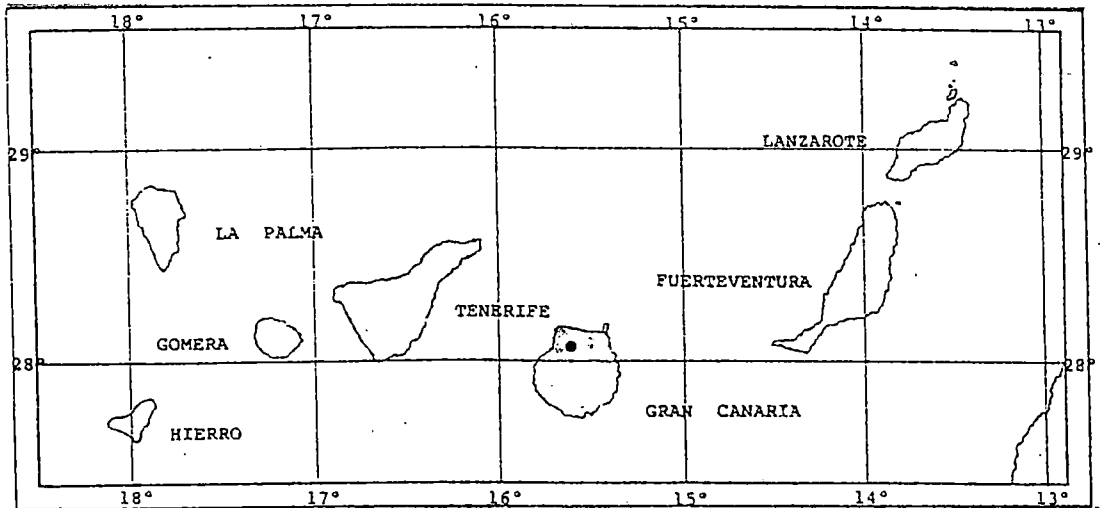 18° 17° 16° 15° 14° 13°
LANZAROTE
29° 29°
LA PALMA
FUERTEVENTURA
TENERIFE
GOMERA
28° 28°
GRAN CANARIA
HIERRO
18° 17° 16° 15° 14° 13°